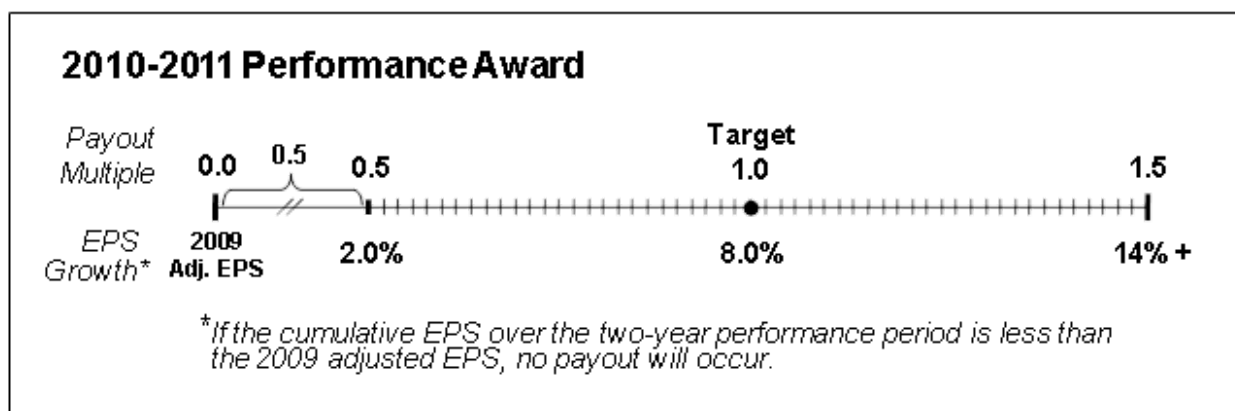 2010-2011 Performance Award
Payout Multiple
0.0 0.5 0.5 Target 1.0 1.5
EPS Growth*
2009 Adj. EPS 2.0% 8.0% 14% +
*If the cumulative EPS over the two-year performance period is less than
the 2009 adjusted EPS, no payout will occur.